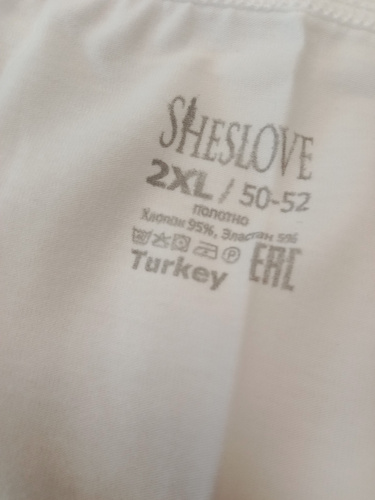 SHESLOVE
2XL / 50-52
полотно
Хлопок 95%, Эластан 5%
P EAC
Turkey